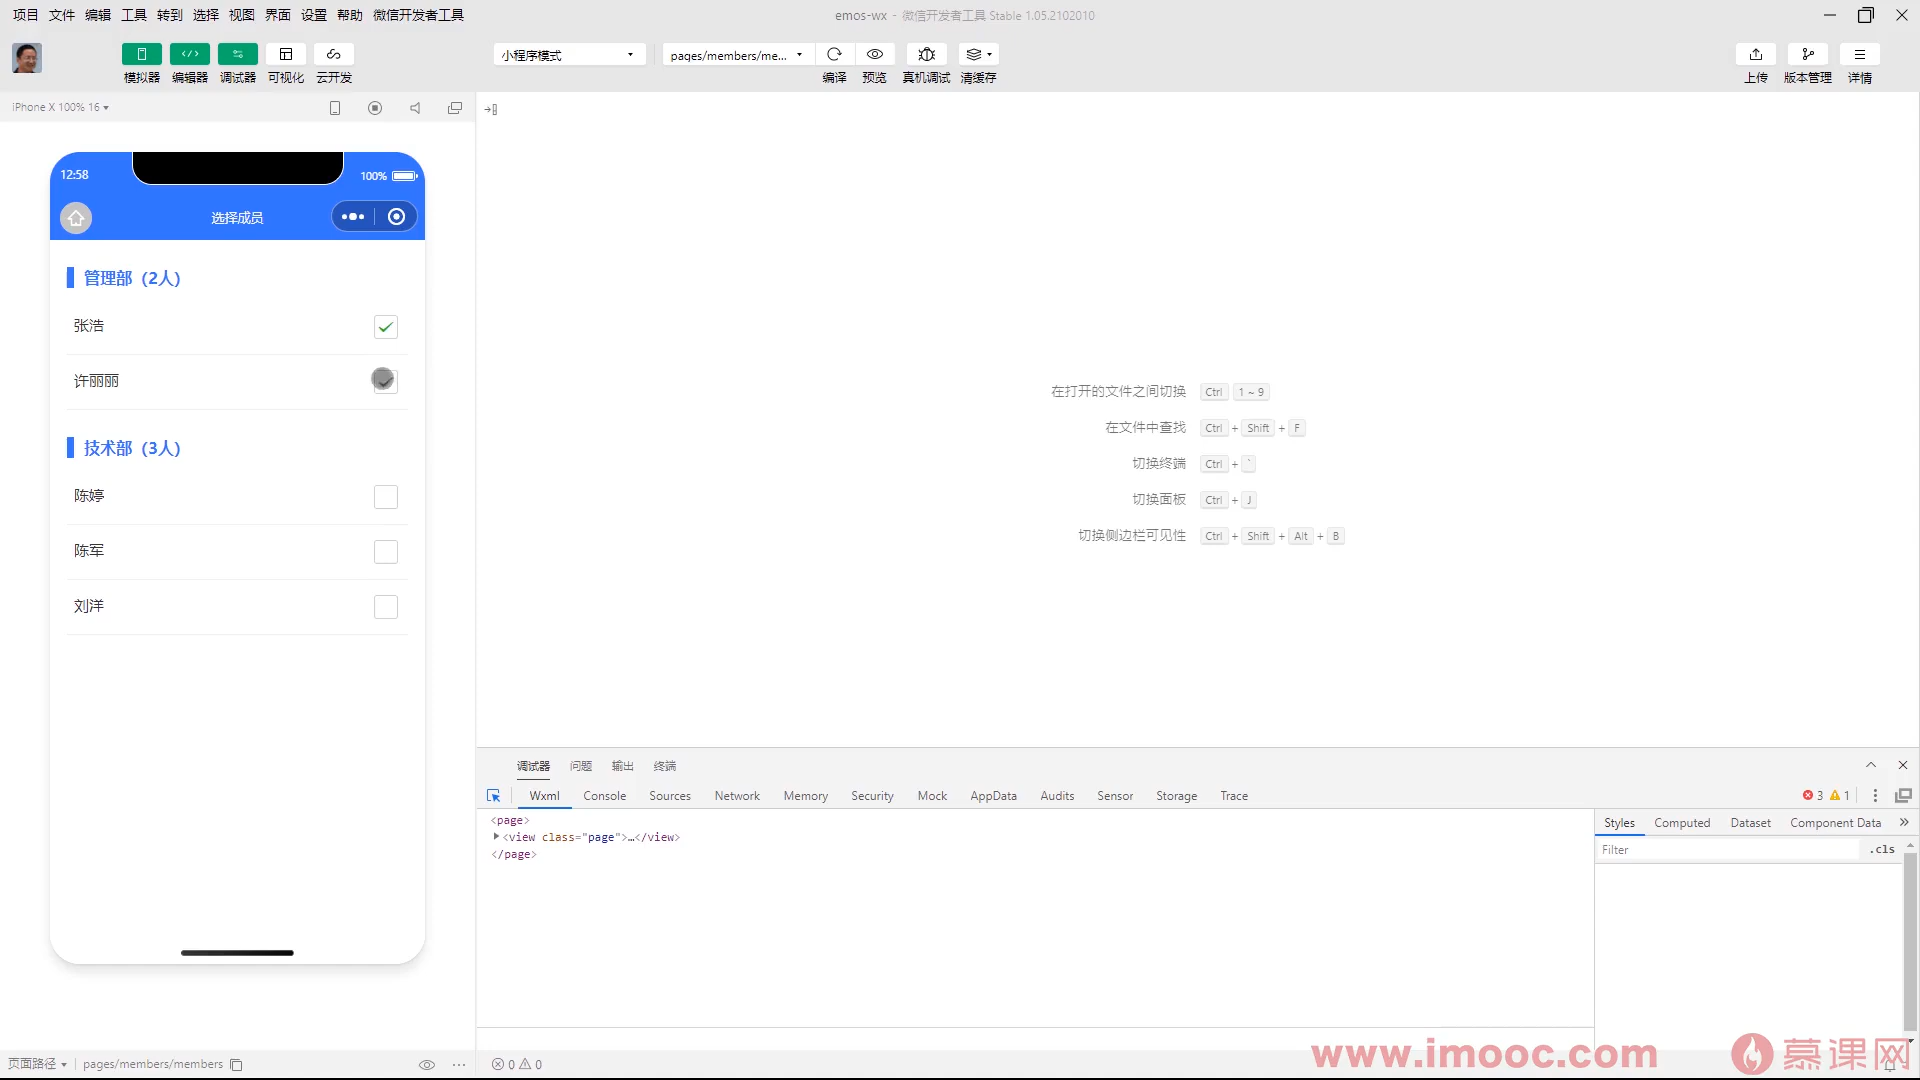 项目 文件 编辑 工具 转到 选择 视图 界面 设置 帮助 微信开发者工具
emos-wx - 微信开发者工具 Stable 1.05.2102010
小程序模式
pages/members/me...
模拟器 编辑器 调试器 可视化 云开发
编译 预览 真机调试 清缓存
上传 版本管理 详情
iPhone X 100% 16
12:58
100%
选择成员
管理部（2人）
张浩
许丽丽
技术部（3人）
陈婷
陈军
刘洋
在打开的文件之间切换 Ctrl 1 ~ 9
在文件中查找 Ctrl + Shift + F
切换终端 Ctrl + `
切换面板 Ctrl + J
切换侧边栏可见性 Ctrl + Shift + Alt + B
调试器 问题 输出 终端
Wxml Console Sources Network Memory Security Mock AppData Audits Sensor Storage Trace
3 1
<page>
<view class="page">…</view>
</page>
Styles Computed Dataset Component Data
Filter
.cls
页面路径 pages/members/members
0 0
www.imooc.com
慕课网